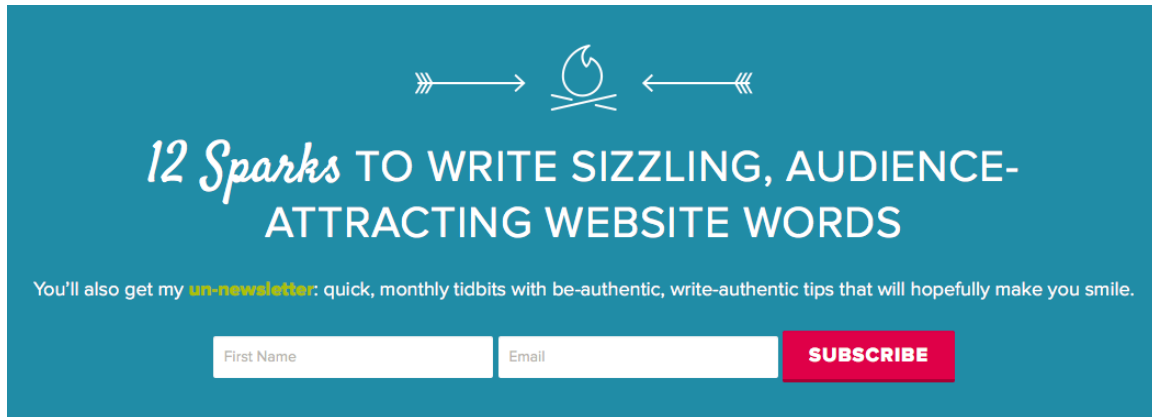 12 Sparks TO WRITE SIZZLING, AUDIENCE-
ATTRACTING WEBSITE WORDS
You'll also get my un-newsletter: quick, monthly tidbits with be-authentic, write-authentic tips that will hopefully make you smile.
First Name
Email
SUBSCRIBE